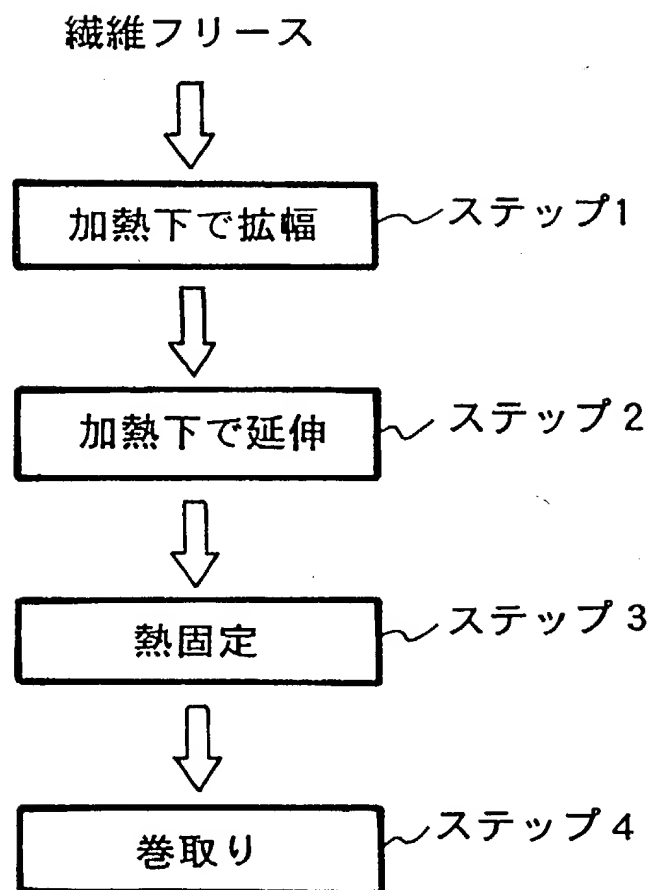 繊維フリース
加熱下で拡幅
ステップ1
加熱下で延伸
ステップ2
熱固定
ステップ3
巻取り
ステップ4